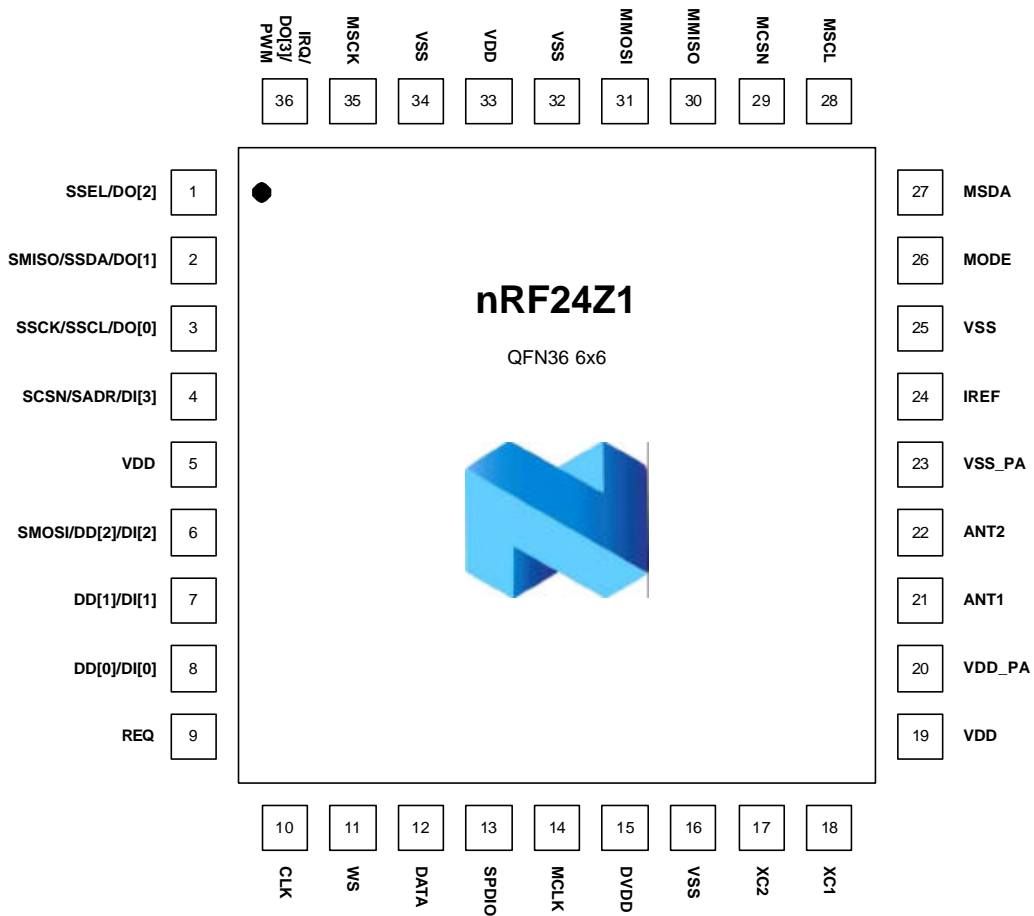 IRQ/
DO[3]/
PWM
MSCK
VSS
VDD
VSS
MMOSI
MMISO
MCSN
MSCL
36
35
34
33
32
31
30
29
28
SSEL/DO[2] 1
SMISO/SSDA/DO[1] 2
SSCK/SSCL/DO[0] 3
SCSN/SADR/DI[3] 4
VDD 5
SMOSI/DD[2]/DI[2] 6
DD[1]/DI[1] 7
DD[0]/DI[0] 8
REQ 9
nRF24Z1
QFN36 6x6
27 MSDA
26 MODE
25 VSS
24 IREF
23 VSS_PA
22 ANT2
21 ANT1
20 VDD_PA
19 VDD
10
11
12
13
14
15
16
17
18
CLK
WS
DATA
SPDIO
MCLK
DVDD
VSS
XC2
XC1